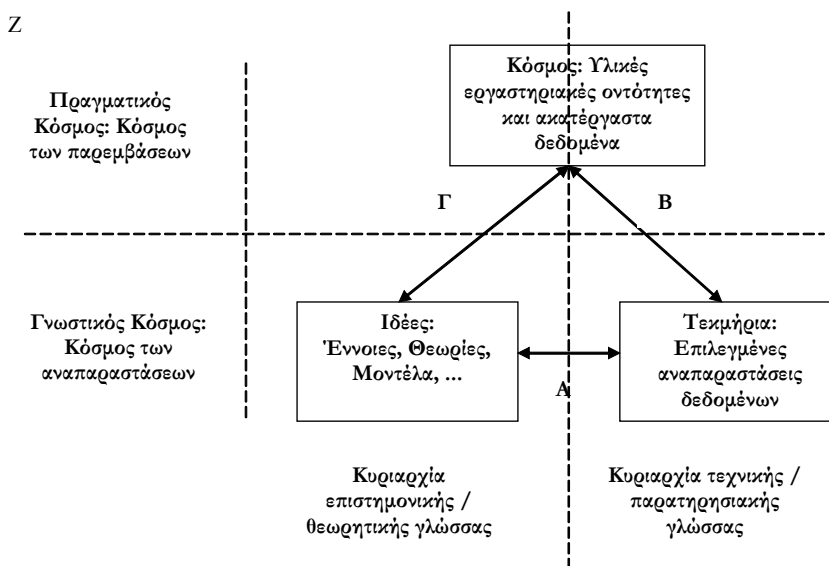 Z
Κόσμος: Υλικές
εργαστηριακές οντότητες
και ακατέργαστα
δεδομένα
Πραγματικός
Κόσμος: Κόσμος
των παρεμβάσεων
Γ
Β
Γνωστικός Κόσμος:
Κόσμος των
αναπαραστάσεων
Ιδέες:
Έννοιες, Θεωρίες,
Μοντέλα, ...
Α
Τεκμήρια:
Επιλεγμένες
αναπαραστάσεις
δεδομένων
Κυριαρχία
επιστημονικής /
θεωρητικής γλώσσας
Κυριαρχία τεχνικής /
παρατηρησιακής
γλώσσας